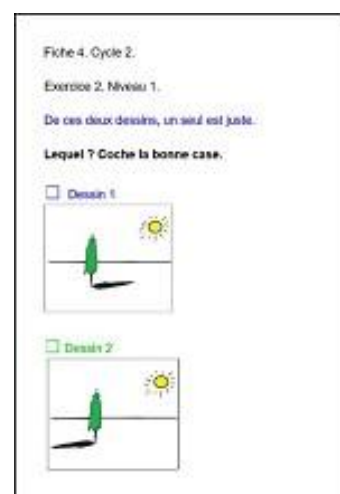 Fiche 4. Cycle 2.
Exercice 2. Niveau 1.
De ces deux dessins, un seul est juste.
Lequel ? Coche la bonne case.
Dessin 1
Dessin 2